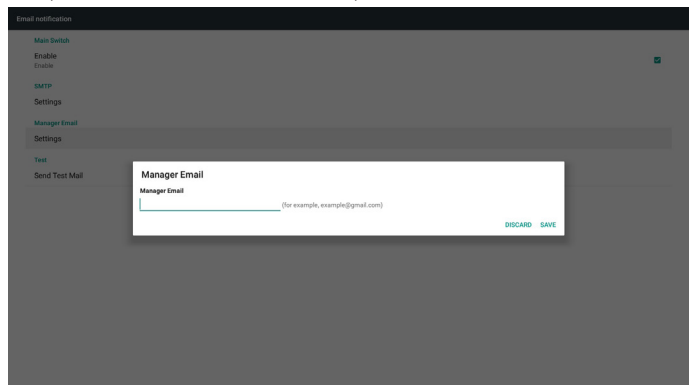 Email notification
Main Switch
Enable
Enable
SMTP
Settings
Manager Email
Settings
Test
Send Test Mail
Manager Email
Manager Email
(for example, example@gmail.com)
DISCARD SAVE